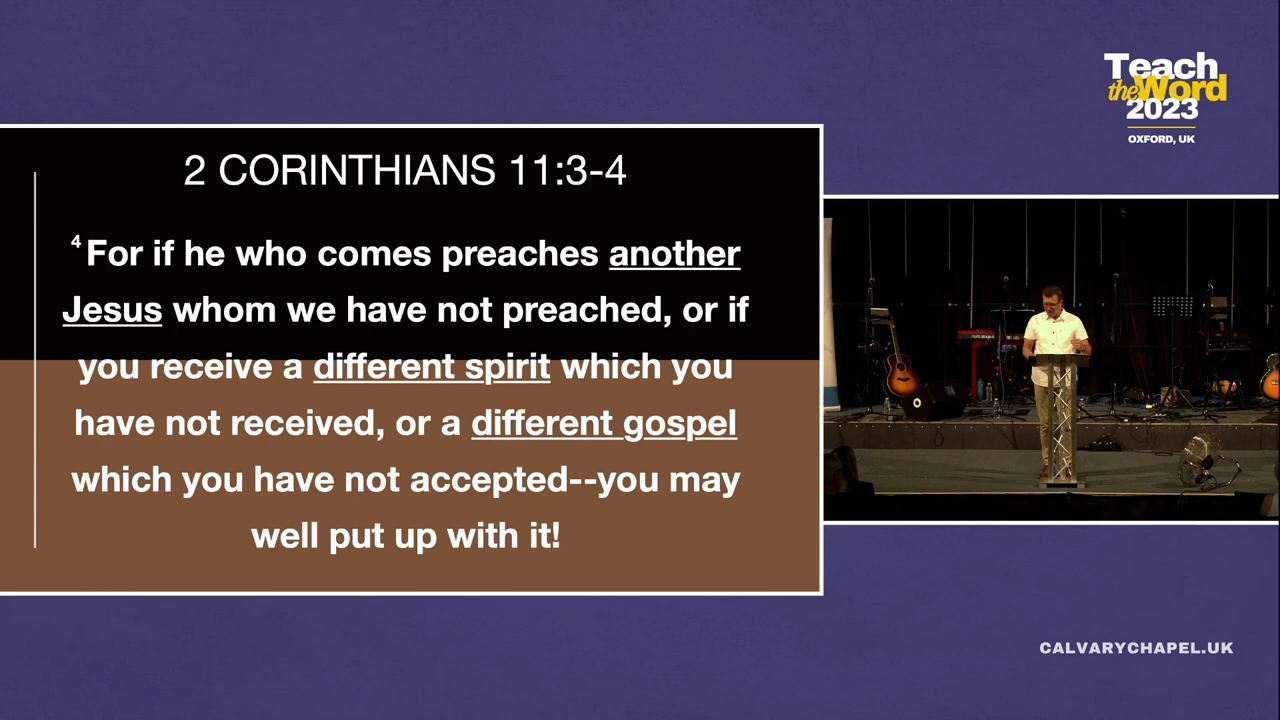 2 CORINTHIANS 11:3-4
4 For if he who comes preaches another
Jesus whom we have not preached, or if
you receive a different spirit which you
have not received, or a different gospel
which you have not accepted--you may
well put up with it!
Teach
the Word
2023
OXFORD, UK
CALVARYCHAPEL.UK